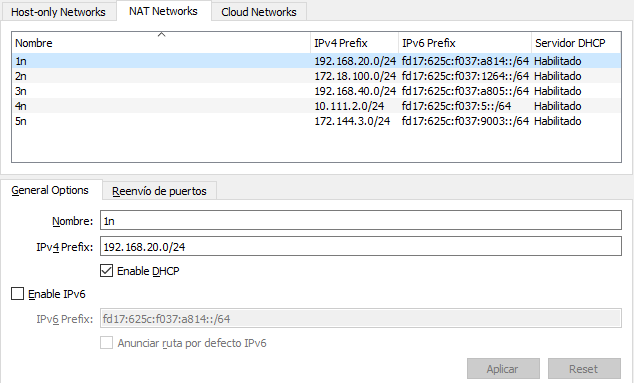 Host-only Networks NAT Networks Cloud Networks
Nombre IPv4 Prefix IPv6 Prefix Servidor DHCP
1n 192.168.20.0/24 fd17:625c:f037:a814::/64 Habilitado
2n 172.18.100.0/24 fd17:625c:f037:1264::/64 Habilitado
3n 192.168.40.0/24 fd17:625c:f037:a805::/64 Habilitado
4n 10.111.2.0/24 fd17:625c:f037:5::/64 Habilitado
5n 172.144.3.0/24 fd17:625c:f037:9003::/64 Habilitado
General Options Reenvío de puertos
Nombre: 1n
IPv4 Prefix: 192.168.20.0/24
Enable DHCP
Enable IPv6
IPv6 Prefix: fd17:625c:f037:a814::/64
Anunciar ruta por defecto IPv6
Aplicar Reset